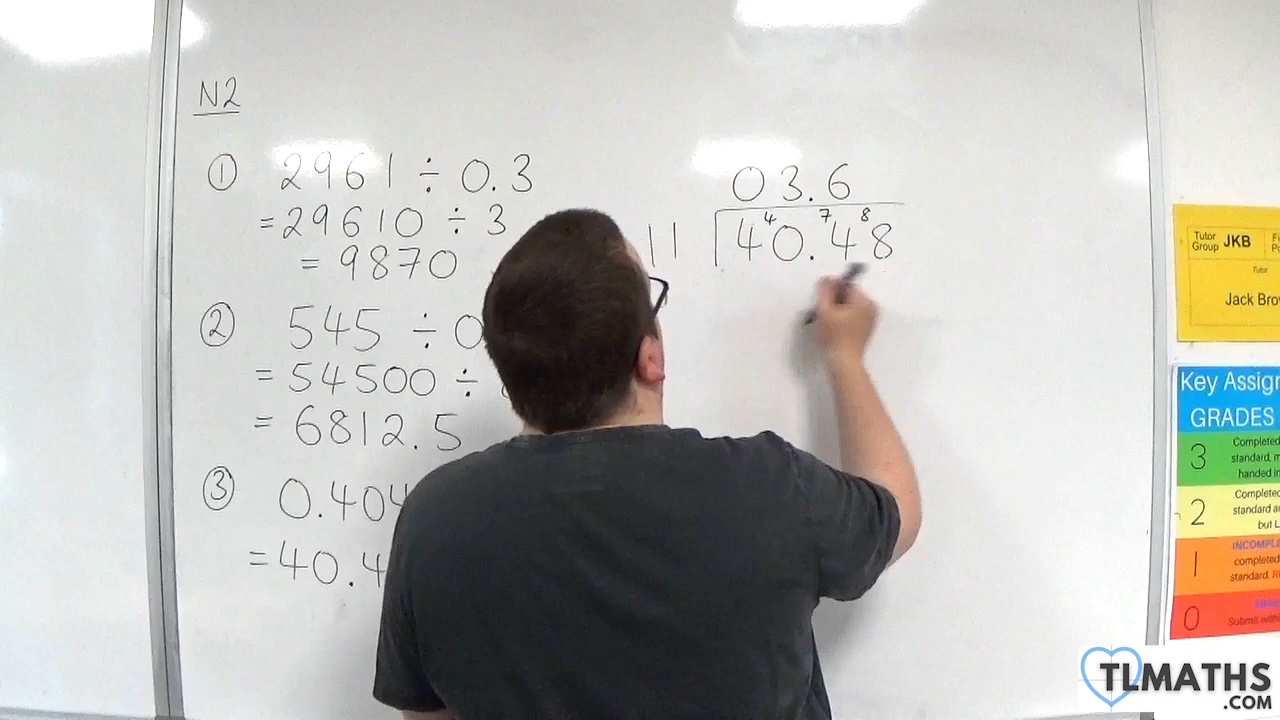 N2
① 2961 ÷ 0.3
= 29610 ÷ 3
= 9870
② 545 ÷ 0
= 54500 ÷
= 6812.5
③ 0.404
= 40.4
03.6
11 4⁴0.⁷4⁸8
Tutor
Group JKB
Tutor
Jack Brow
Key Assign
GRADES
3 Completed
standard, m
handed in
2 Completed
standard a
but L
1 INCOMPLE
completed
standard. R
0
Submit with
TLMATHS
.COM